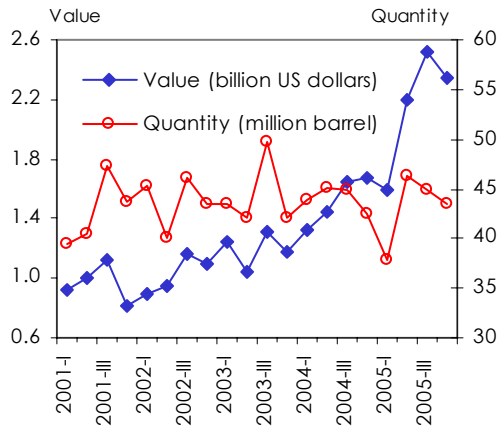 Value Quantity
2.6 60
Value (billion US dollars)
2.2 55
Quantity (million barrel)
50
1.8
45
1.4
40
1.0
35
0.6 30
2001-I 2001-III 2002-I 2002-III 2003-I 2003-III 2004-I 2004-III 2005-I 2005-III